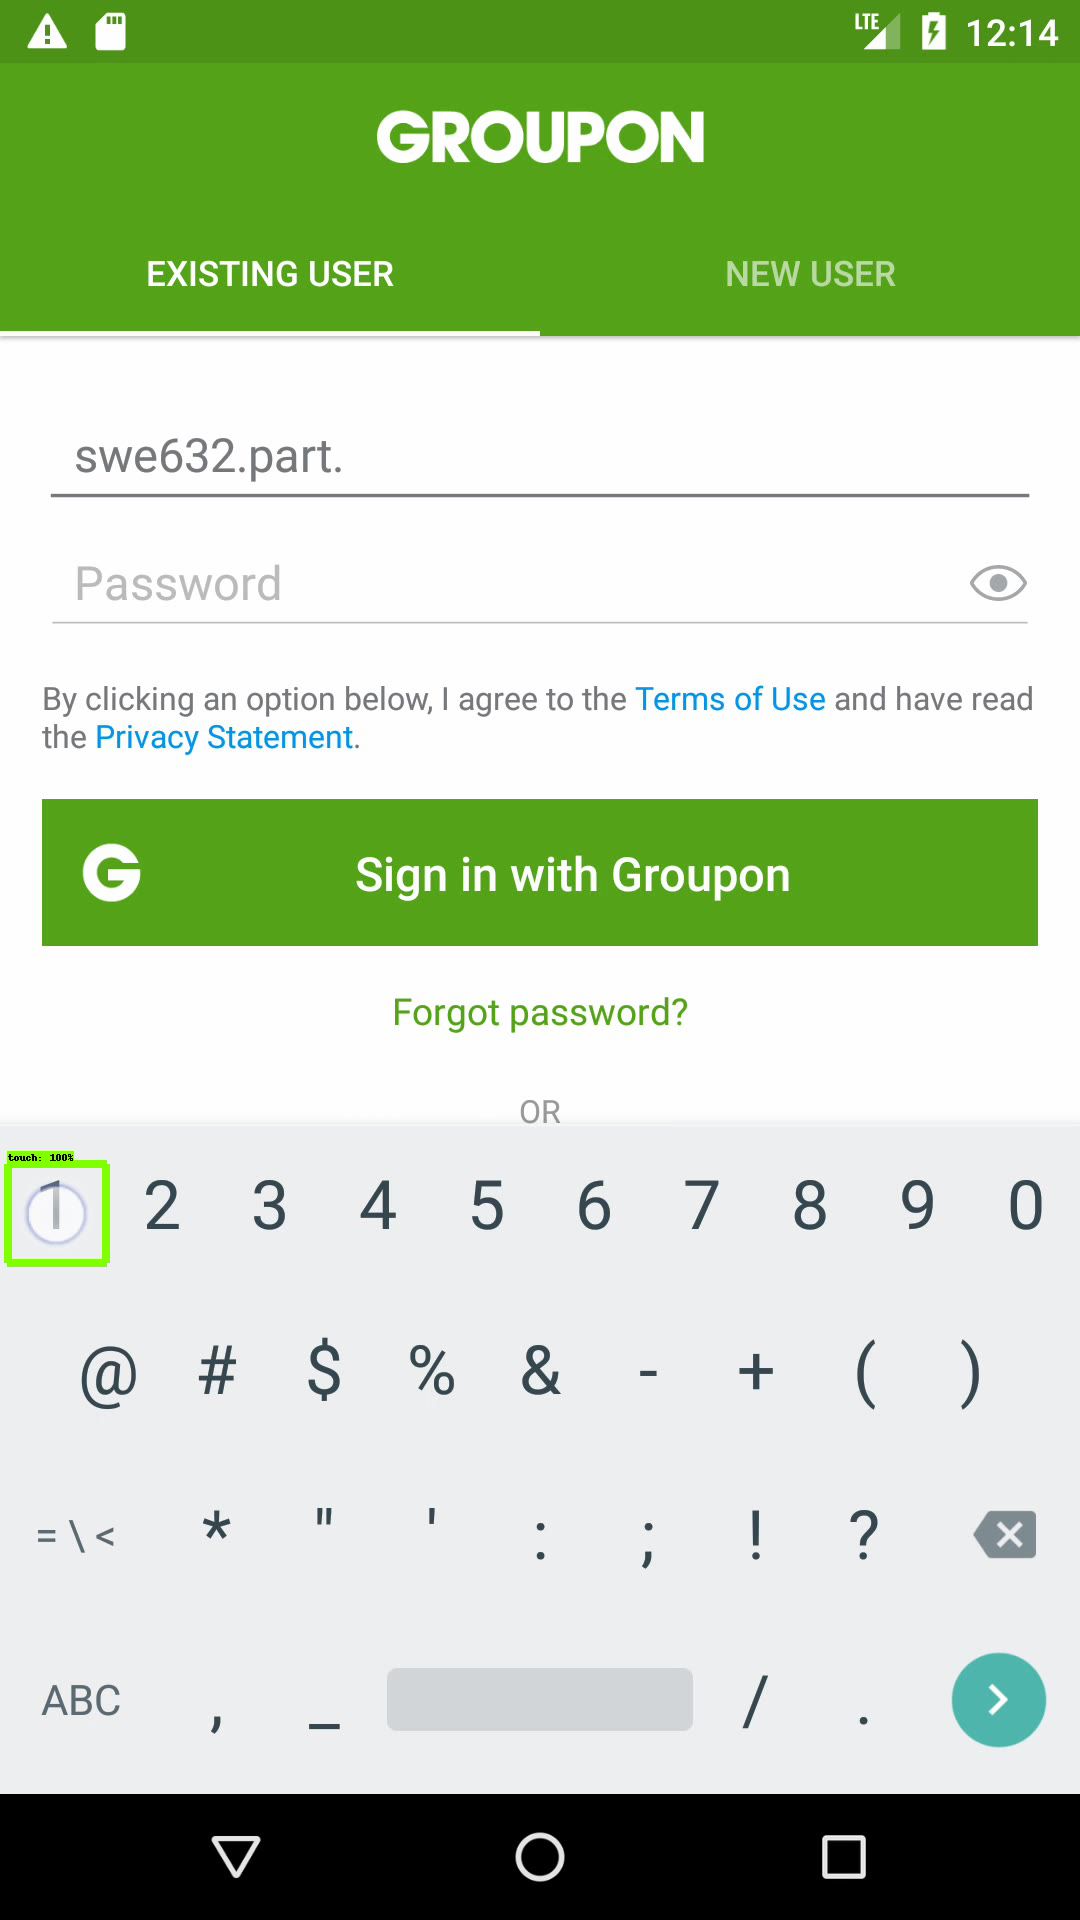 LTE 12:14
GROUPON
EXISTING USER NEW USER
swe632.part.
Password
By clicking an option below, I agree to the Terms of Use and have read
the Privacy Statement.
G Sign in with Groupon
Forgot password?
OR
touch: 100%
1 2 3 4 5 6 7 8 9 0
@ # $ % & - + ( )
= \ < * " ' : ; ! ?
ABC , _ / .